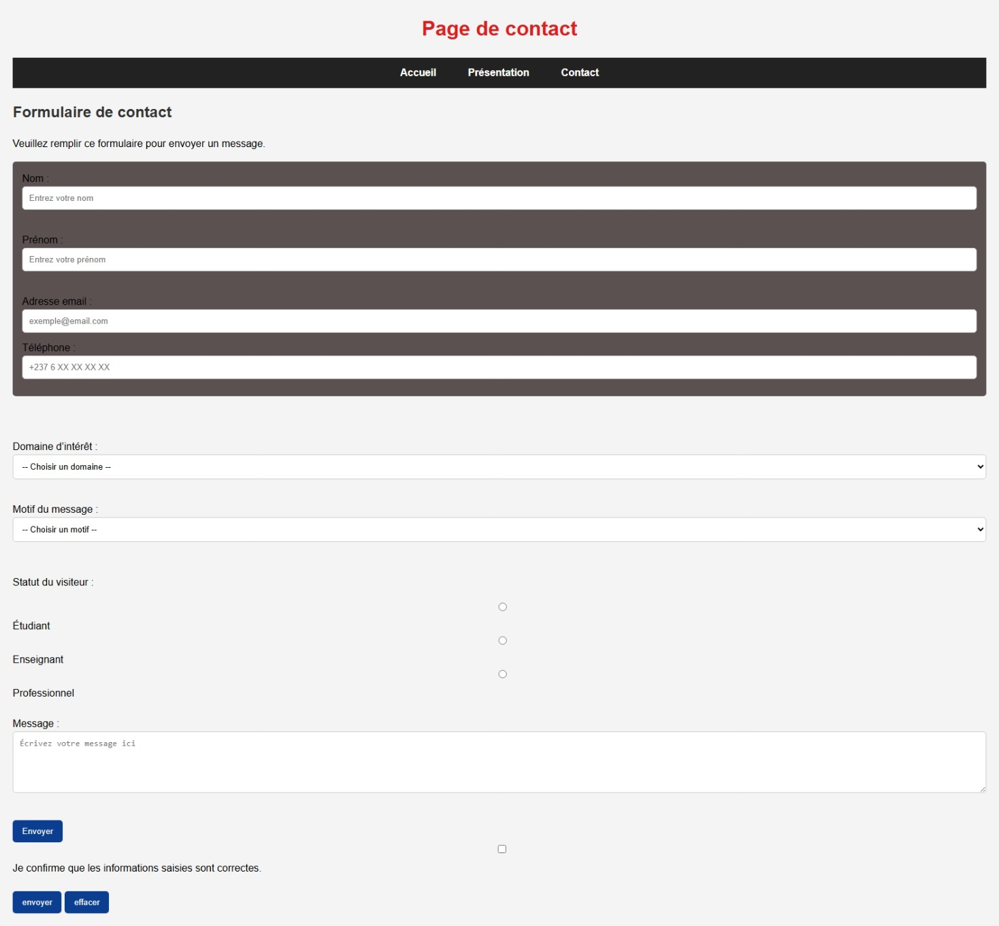 Page de contact
Accueil Présentation Contact
Formulaire de contact
Veuillez remplir ce formulaire pour envoyer un message.
Nom :
Entrez votre nom
Prénom :
Entrez votre prénom
Adresse email :
exemple@email.com
Téléphone :
+237 6 XX XX XX XX
Domaine d'intérêt :
-- Choisir un domaine --
Motif du message :
-- Choisir un motif --
Statut du visiteur :
Étudiant
Enseignant
Professionnel
Message :
Écrivez votre message ici
Envoyer
Je confirme que les informations saisies sont correctes.
envoyer effacer